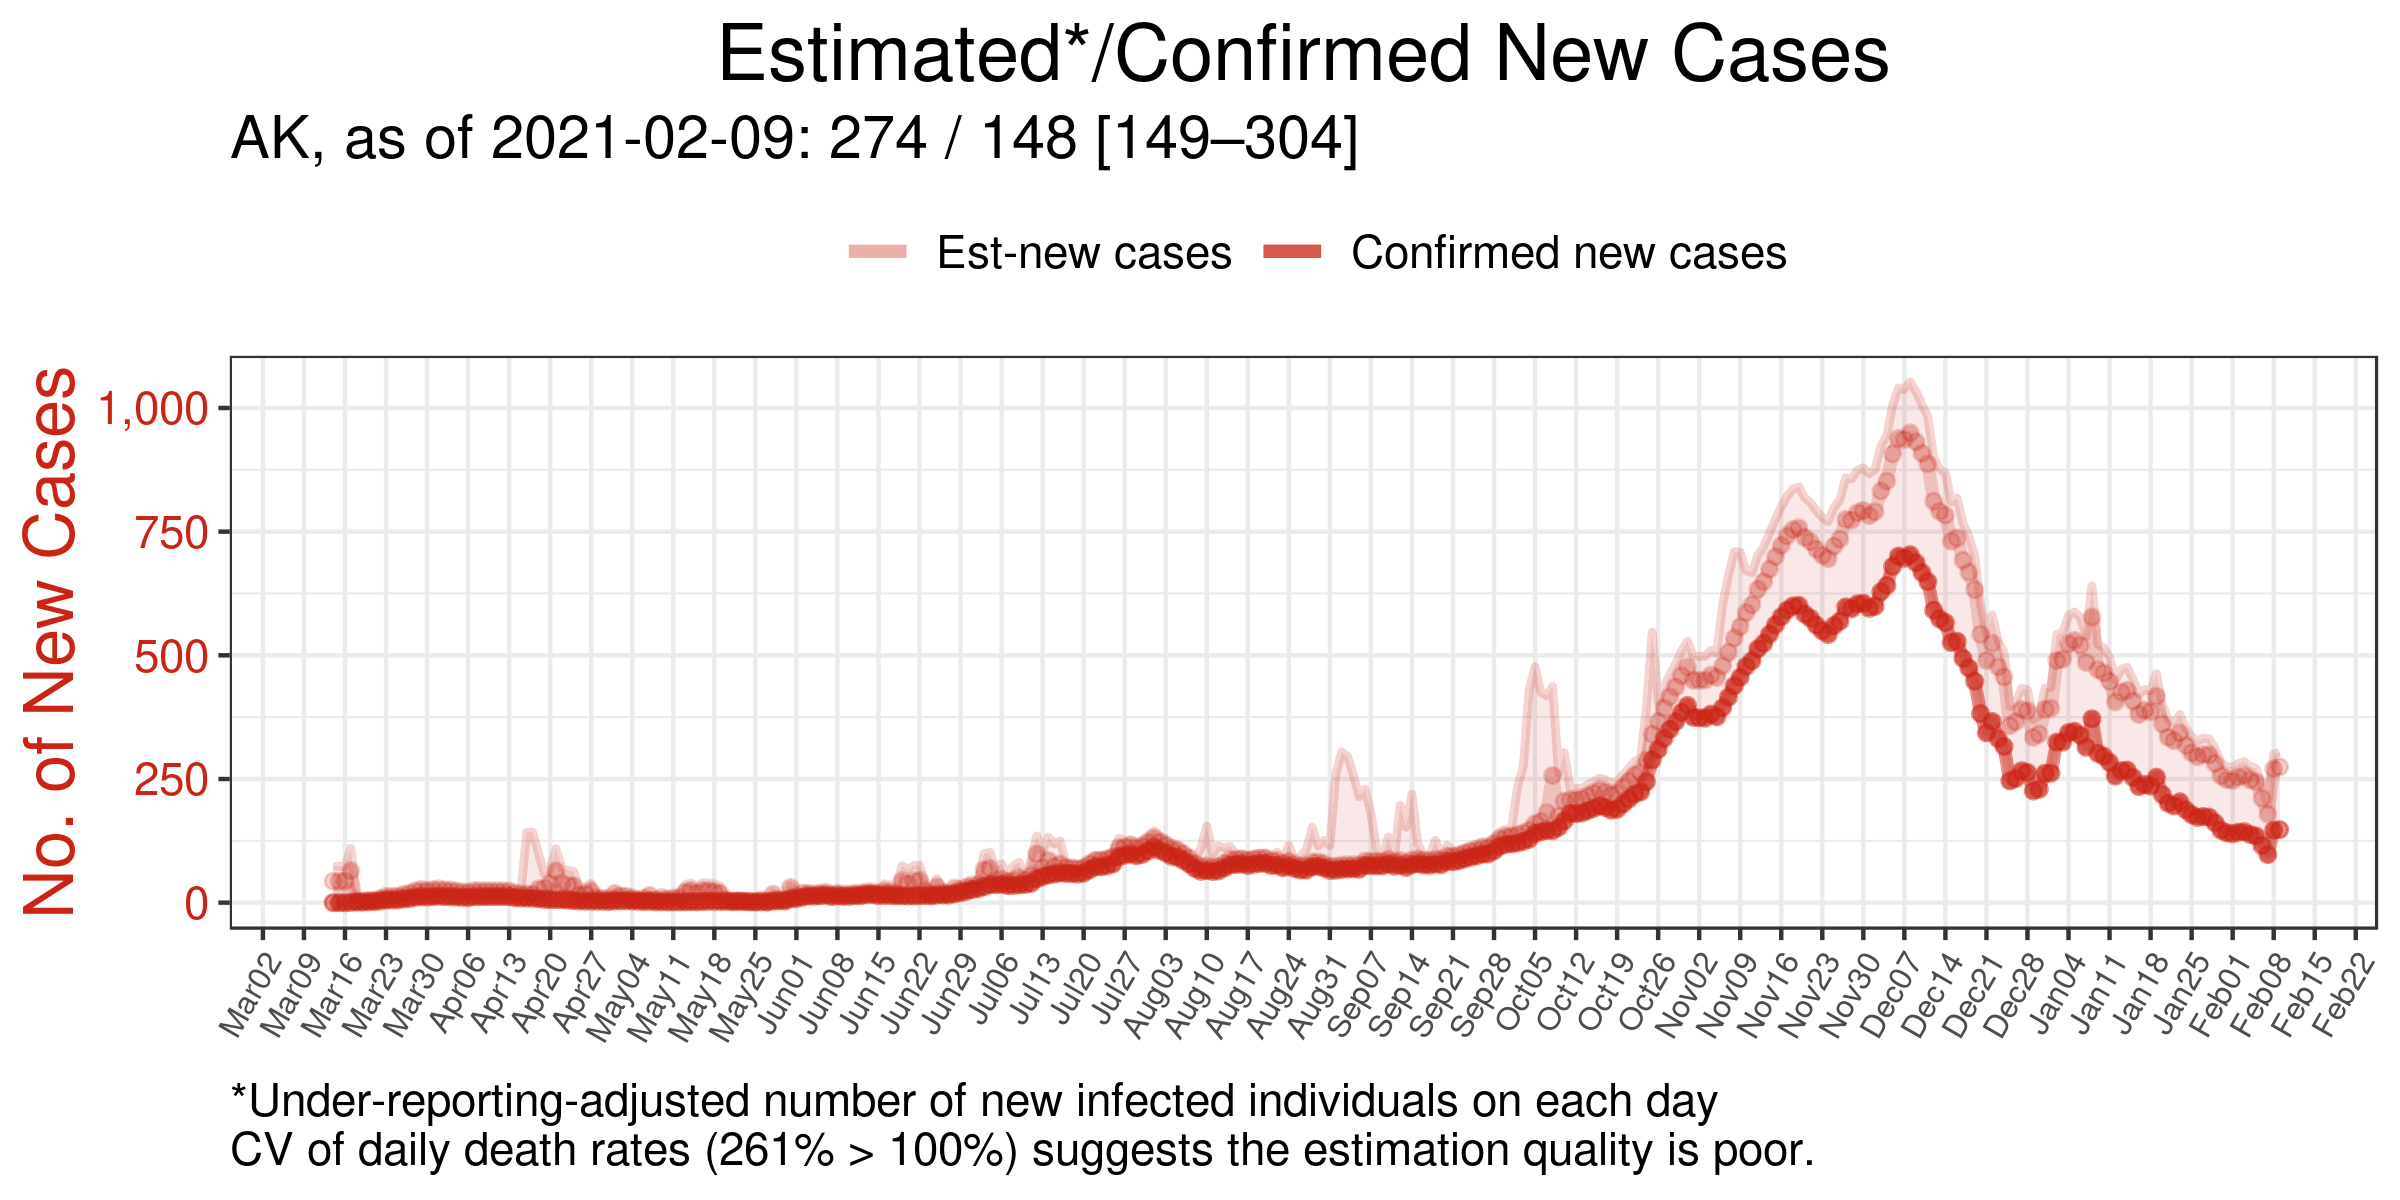 Estimated*/Confirmed New Cases
AK, as of 2021-02-09: 274 / 148 [149–304]
Est-new cases Confirmed new cases
No. of New Cases
1,000
750
500
250
0
Mar02 Mar09 Mar16 Mar23 Mar30 Apr06 Apr13 Apr20 Apr27 May04 May11 May18 May25 Jun01 Jun08 Jun15 Jun22 Jun29 Jul06 Jul13 Jul20 Jul27 Aug03 Aug10 Aug17 Aug24 Aug31 Sep07 Sep14 Sep21 Sep28 Oct05 Oct12 Oct19 Oct26 Nov02 Nov09 Nov16 Nov23 Nov30 Dec07 Dec14 Dec21 Dec28 Jan04 Jan11 Jan18 Jan25 Feb01 Feb08 Feb15 Feb22
*Under-reporting-adjusted number of new infected individuals on each day
CV of daily death rates (261% > 100%) suggests the estimation quality is poor.